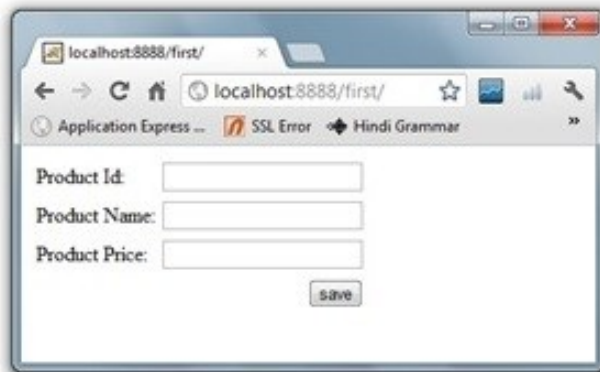 localhost:8888/first/
localhost:8888/first/
Application Express ... SSL Error Hindi Grammar »
Product Id:
Product Name:
Product Price:
save